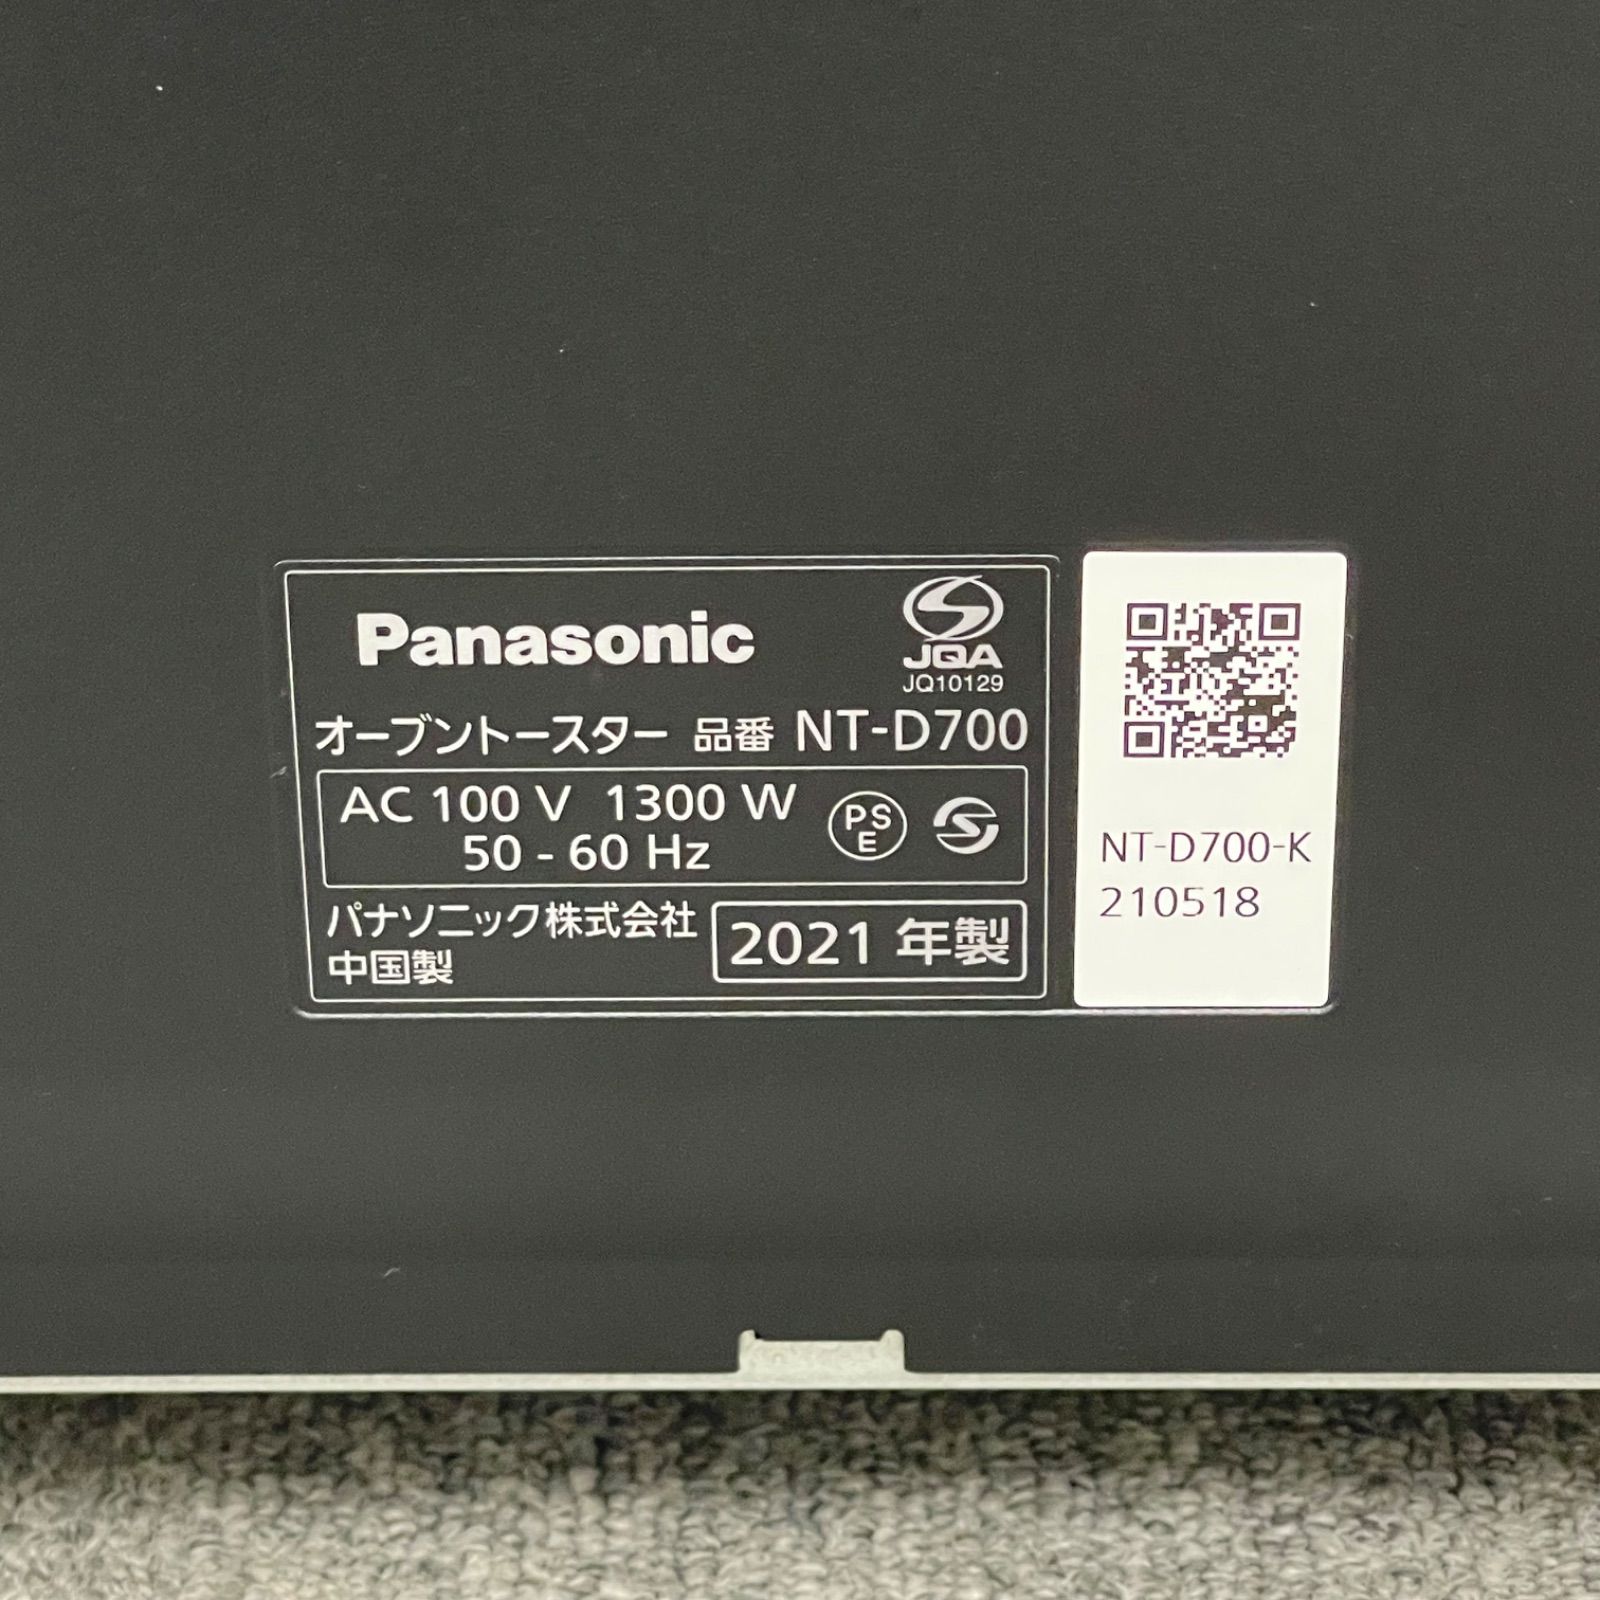 Panasonic
JQA
JQ10129
オーブントースター 品番 NT-D700
AC 100 V 1300 W
50 - 60 Hz
PS
E
パナソニック株式会社
中国製
2021 年製
NT-D700-K
210518